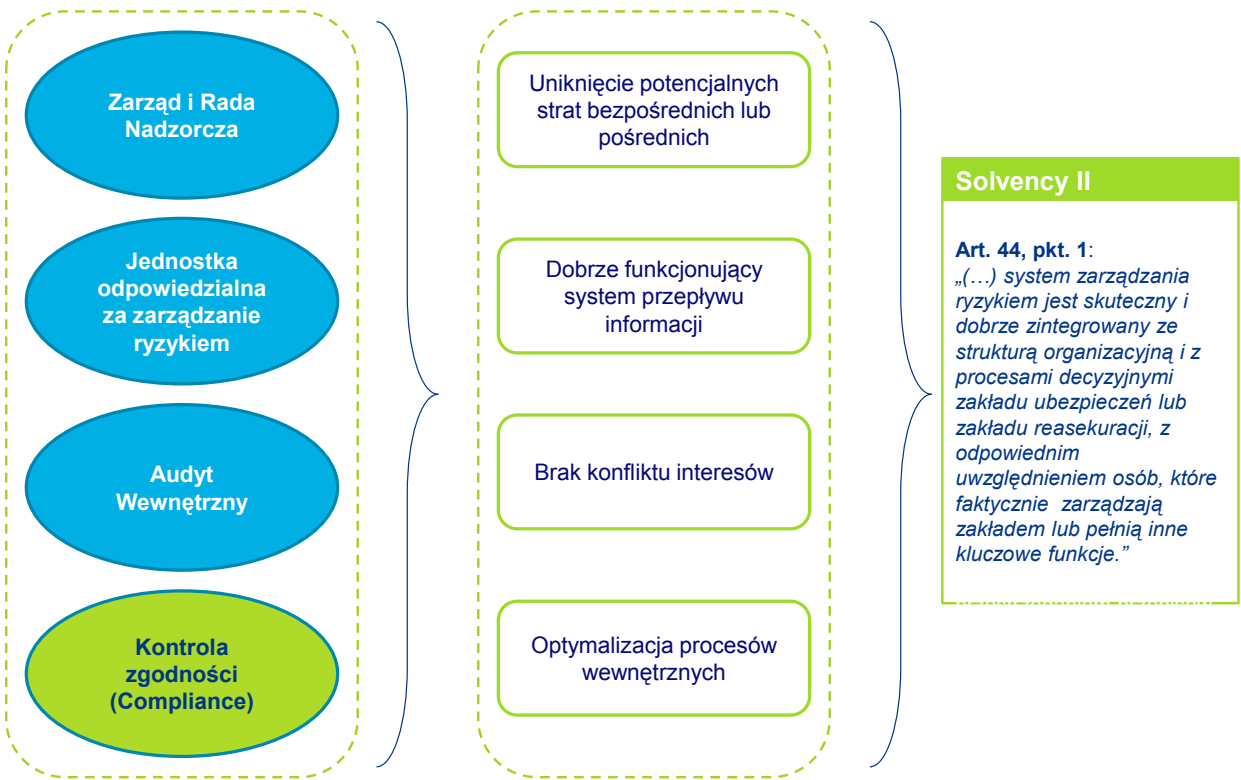 Zarząd i Rada
Nadzorcza
Jednostka
odpowiedzialna
za zarządzanie
ryzykiem
Audyt
Wewnętrzny
Kontrola
zgodności
(Compliance)
Uniknięcie potencjalnych
strat bezpośrednich lub
pośrednich
Dobrze funkcjonujący
system przepływu
informacji
Brak konfliktu interesów
Optymalizacja procesów
wewnętrznych
Solvency II
Art. 44, pkt. 1:
„(…) system zarządzania
ryzykiem jest skuteczny i
dobrze zintegrowany ze
strukturą organizacyjną i z
procesami decyzyjnymi
zakładu ubezpieczeń lub
zakładu reasekuracji, z
odpowiednim
uwzględnieniem osób, które
faktycznie zarządzają
zakładem lub pełnią inne
kluczowe funkcje.”